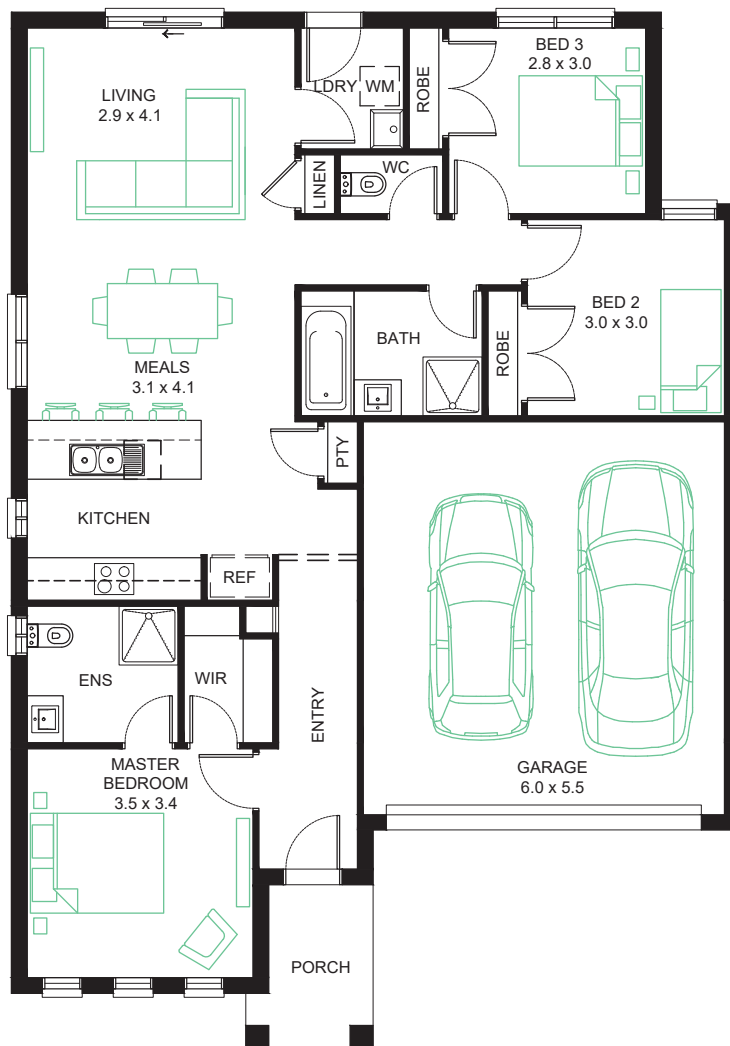 BED 3
2.8 x 3.0
LIVING
2.9 x 4.1
LDRY
WM
ROBE
WC
LINEN
BED 2
3.0 x 3.0
BATH
ROBE
MEALS
3.1 x 4.1
PTY
KITCHEN
REF
ENS
WIR
ENTRY
MASTER
BEDROOM
3.5 x 3.4
GARAGE
6.0 x 5.5
PORCH